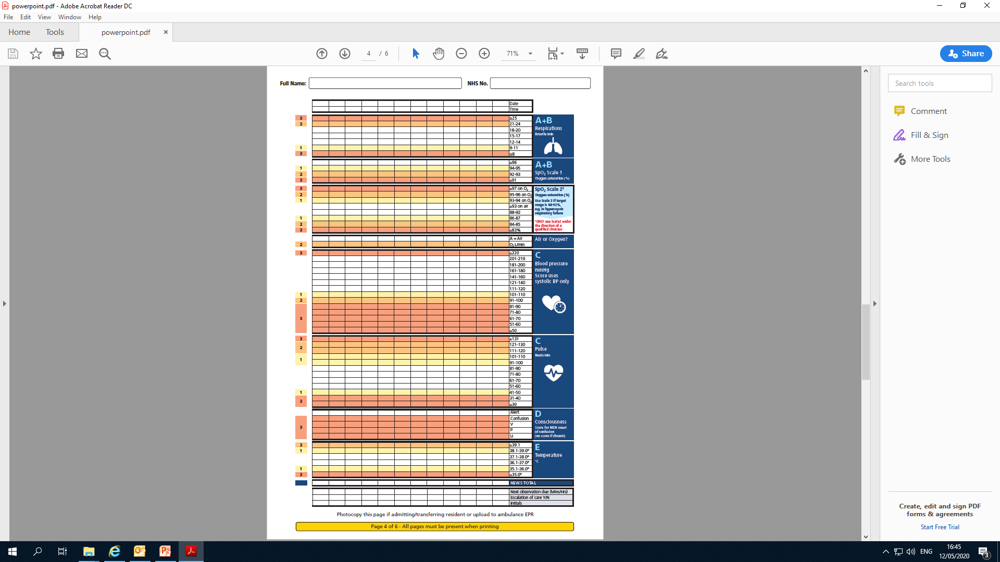 powerpoint.pdf - Adobe Acrobat Reader DC
File Edit View Window Help
Home Tools powerpoint.pdf
4 / 6 71% Share
Full Name: NHS No.
Date
Time
3 ≥25
2 21-24
18-20
15-17
12-14
1 9-11
3 ≤8
A+B
Respirations
Breaths/min
≥96
1 94-95
2 92-93
3 ≤91
A+B
SpO₂ Scale 1
Oxygen saturation (%)
3 ≥97 on O₂
2 95-96 on O₂
1 93-94 on O₂
≥93 on air
88-92
1 86-87
2 84-85
3 ≤83%
SpO₂ Scale 2†
Oxygen saturation (%)
Use Scale 2 if target
range is 88-92%,
e.g. in hypercapnic
respiratory failure
†ONLY use Scale2 under
the direction of a
qualified clinician
A = Air
2 O₂ L/min
Air or Oxygen?
3 ≥220
201-219
181-200
161-180
141-160
121-140
111-120
1 101-110
2 91-100
81-90
71-80
3 61-70
51-60
≤50
C
Blood pressure
mmHg
Score uses
systolic BP only
3 ≥131
2 121-130
111-120
1 101-110
91-100
81-90
71-80
61-70
51-60
1 41-50
3 31-40
≤30
C
Pulse
Beats/min
Alert
Confusion
3 V
P
U
D
Consciousness
Score for NEW onset
of confusion
(no score if chronic)
2 ≥39.1
1 38.1-39.0°
37.1-38.0°
36.1-37.0°
1 35.1-36.0°
3 ≤35.0°
E
Temperature
°C
NEWS TOTAL
Next observation due (Mins/Hrs)
Escalation of care Y/N
Initials
Photocopy this page if admitting/transferring resident or upload to ambulance EPR
Page 4 of 6 - All pages must be present when printing
Search tools
Comment
Fill & Sign
More Tools
Create, edit and sign PDF
forms & agreements
Start Free Trial
ENG
16:45
12/05/2020
3